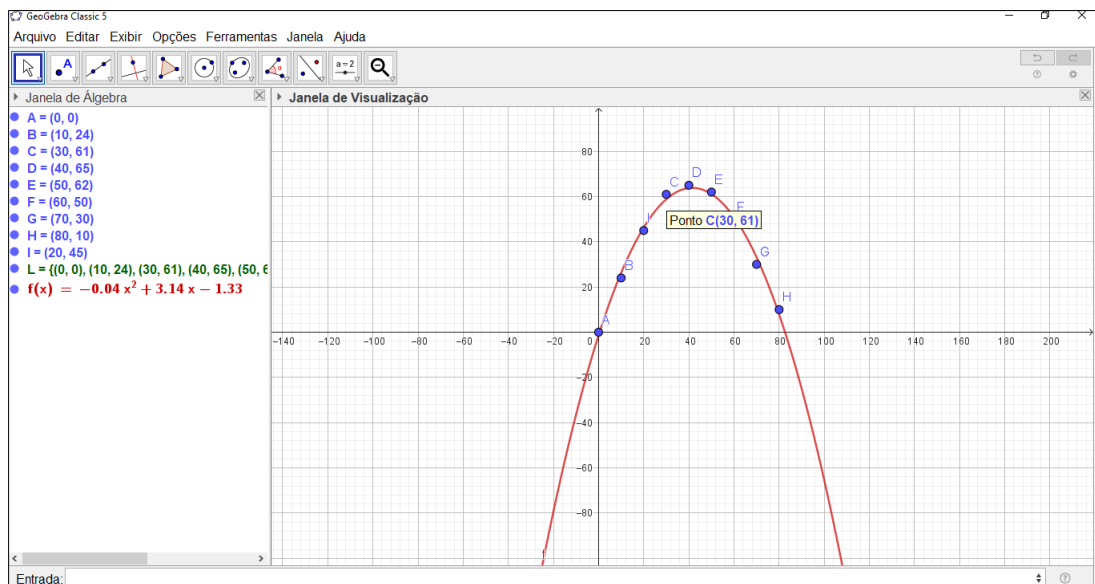 GeoGebra Classic 5
Arquivo Editar Exibir Opções Ferramentas Janela Ajuda
A a=2
Janela de Álgebra
Janela de Visualização
A = (0, 0)
B = (10, 24)
C = (30, 61)
D = (40, 65)
E = (50, 62)
F = (60, 50)
G = (70, 30)
H = (80, 10)
I = (20, 45)
L = {(0, 0), (10, 24), (30, 61), (40, 65), (50, 6
f(x) = −0.04 x² + 3.14 x − 1.33
80
60
40
20
−20
−40
−60
−80
−140 −120 −100 −80 −60 −40 −20 0 20 40 60 80 100 120 140 160 180 200
A
B
I
C
D
E
F
G
H
f
Ponto C(30, 61)
Entrada: